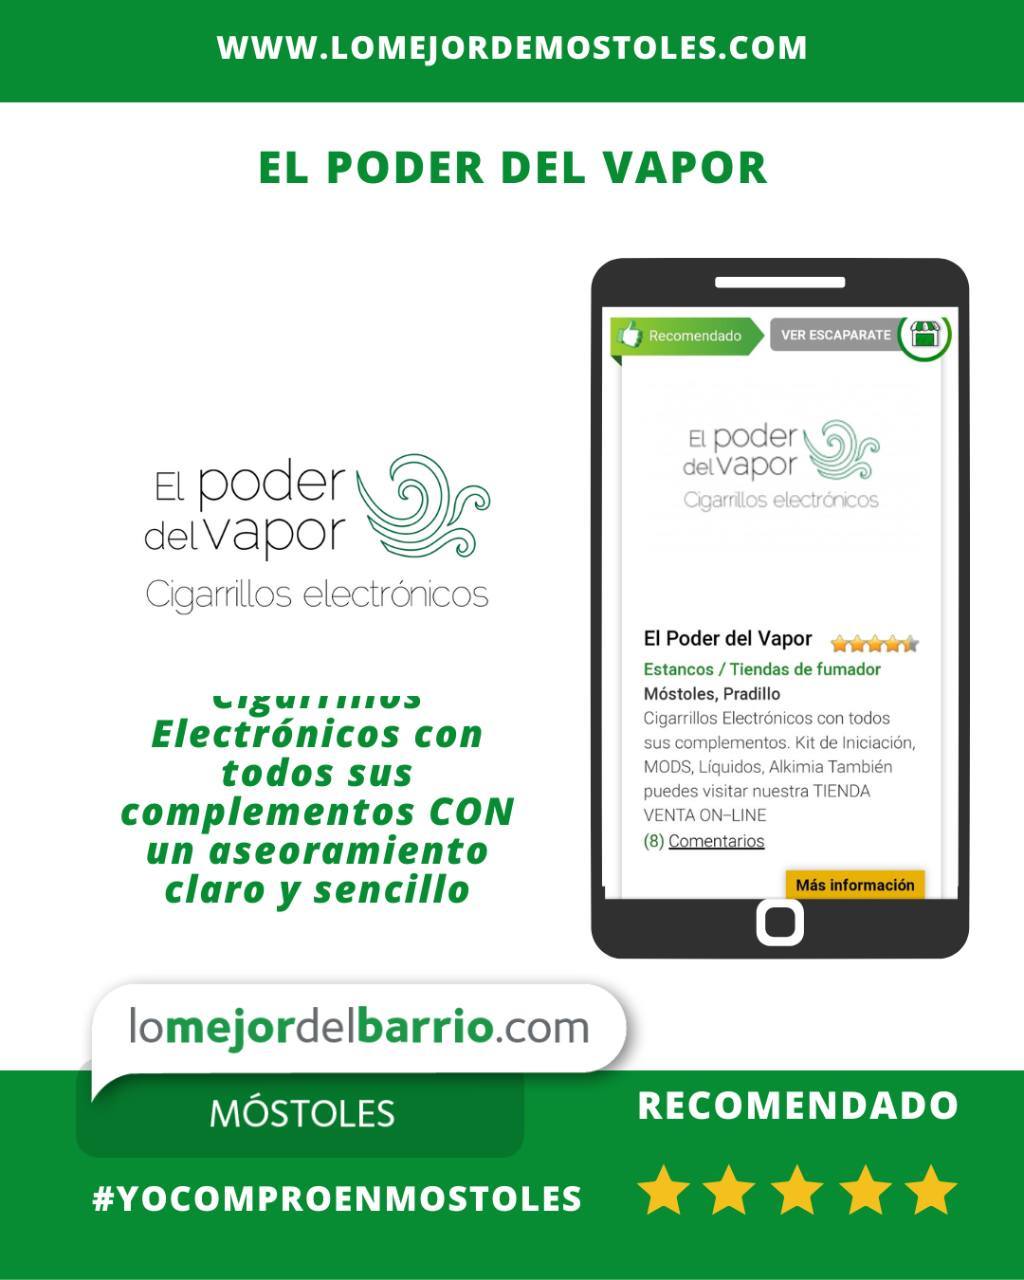 WWW.LOMEJORDEMOSTOLES.COM
EL PODER DEL VAPOR
El poder
del vapor
Cigarrillos electrónicos
Cigarrillos
Electrónicos con
todos sus
complementos CON
un aseoramiento
claro y sencillo
Recomendado
VER ESCAPARATE
El poder
del vapor
Cigarrillos electrónicos
El Poder del Vapor
Estancos / Tiendas de fumador
Móstoles, Pradillo
Cigarrillos Electrónicos con todos
sus complementos. Kit de Iniciación,
MODS, Líquidos, Alkimia También
puedes visitar nuestra TIENDA
VENTA ON–LINE
(8) Comentarios
Más información
lomejordelbarrio.com
MÓSTOLES
RECOMENDADO
#YOCOMPROENMOSTOLES